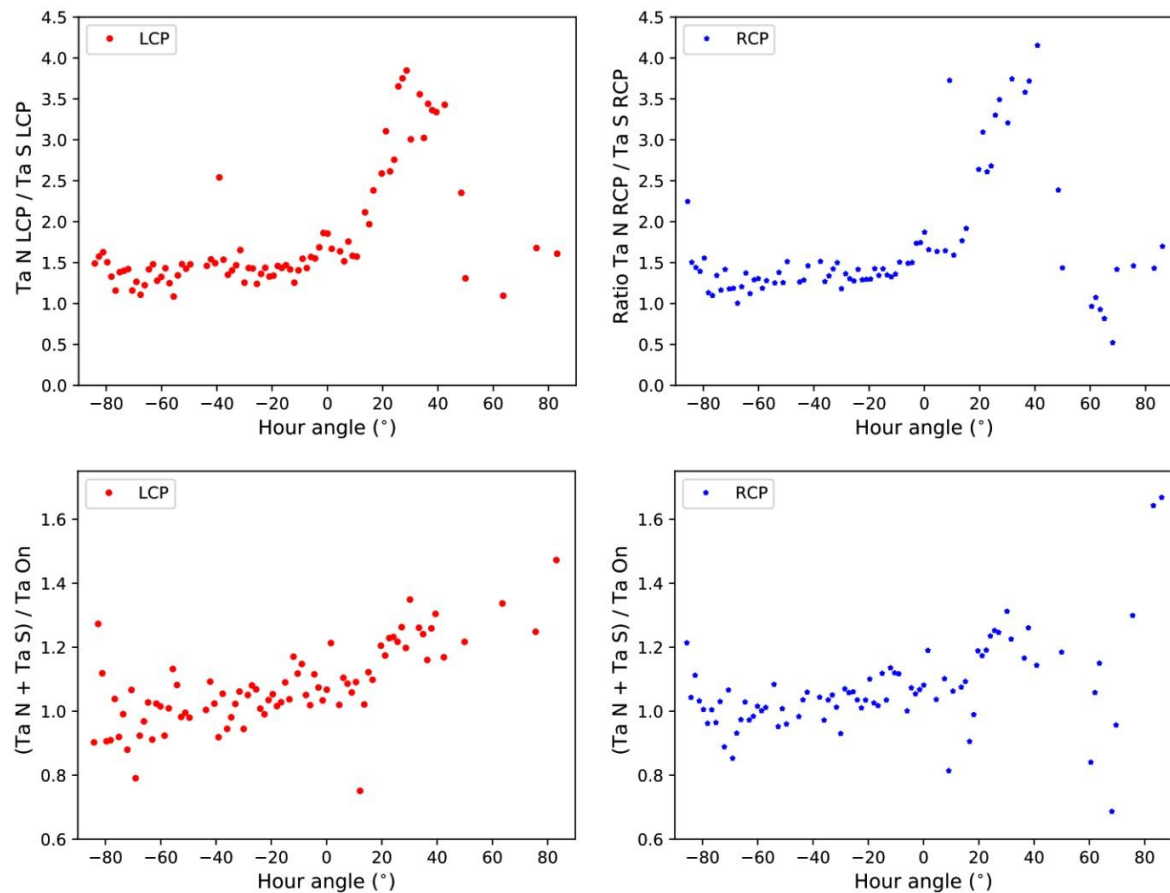 LCP
Ta N LCP / Ta S LCP
4.5
4.0
3.5
3.0
2.5
2.0
1.5
1.0
0.5
0.0
−80 −60 −40 −20 0 20 40 60 80
Hour angle (°)
RCP
Ratio Ta N RCP / Ta S RCP
4.5
4.0
3.5
3.0
2.5
2.0
1.5
1.0
0.5
0.0
−80 −60 −40 −20 0 20 40 60 80
Hour angle (°)
LCP
(Ta N + Ta S) / Ta On
1.6
1.4
1.2
1.0
0.8
0.6
−80 −60 −40 −20 0 20 40 60 80
Hour angle (°)
RCP
(Ta N + Ta S) / Ta On
1.6
1.4
1.2
1.0
0.8
0.6
−80 −60 −40 −20 0 20 40 60 80
Hour angle (°)